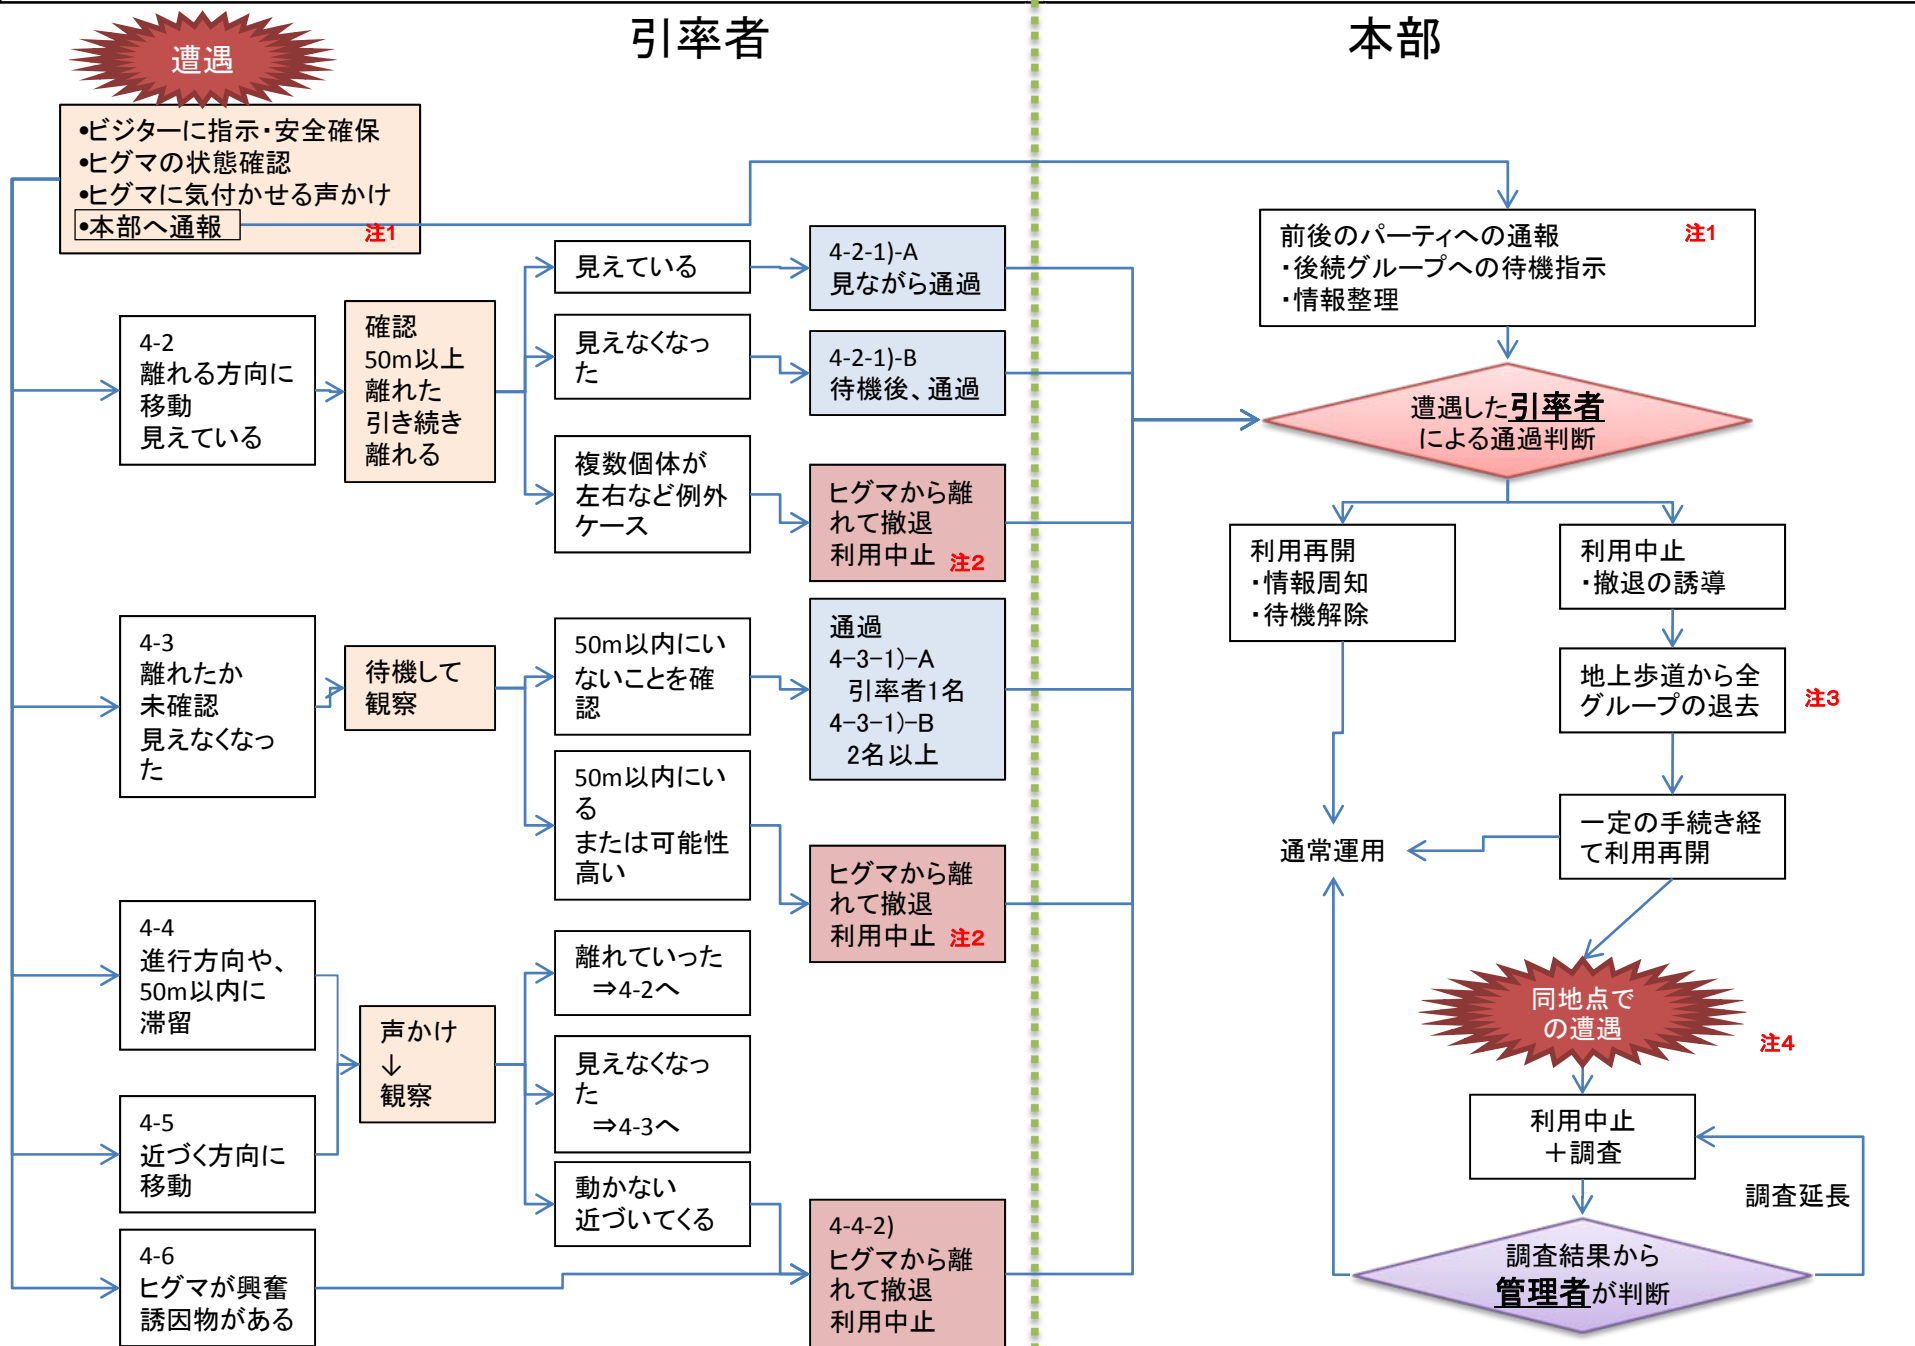 引率者
本部
遭遇
•ビジターに指示・安全確保
•ヒグマの状態確認
•ヒグマに気付かせる声かけ
•本部へ通報
注1
4-2
離れる方向に
移動
見えている
確認
50m以上
離れた
引き続き
離れる
見えている
4-2-1)-A
見ながら通過
見えなくなっ
た
4-2-1)-B
待機後、通過
複数個体が
左右など例外
ケース
ヒグマから離
れて撤退
利用中止 注2
4-3
離れたか
未確認
見えなくなっ
た
待機して
観察
50m以内にい
ないことを確
認
通過
4-3-1)-A
引率者1名
4-3-1)-B
2名以上
50m以内にい
る
または可能性
高い
ヒグマから離
れて撤退
利用中止 注2
4-4
進行方向や、
50m以内に
滞留
4-5
近づく方向に
移動
声かけ
↓
観察
離れていった
⇒4-2へ
見えなくなっ
た
⇒4-3へ
動かない
近づいてくる
4-6
ヒグマが興奮
誘因物がある
4-4-2)
ヒグマから離
れて撤退
利用中止
前後のパーティへの通報 注1
・後続グループへの待機指示
・情報整理
遭遇した引率者
による通過判断
利用再開
・情報周知
・待機解除
利用中止
・撤退の誘導
地上歩道から全
グループの退去
注3
一定の手続き経
て利用再開
通常運用
同地点で
の遭遇
注4
利用中止
＋調査
調査延長
調査結果から
管理者が判断